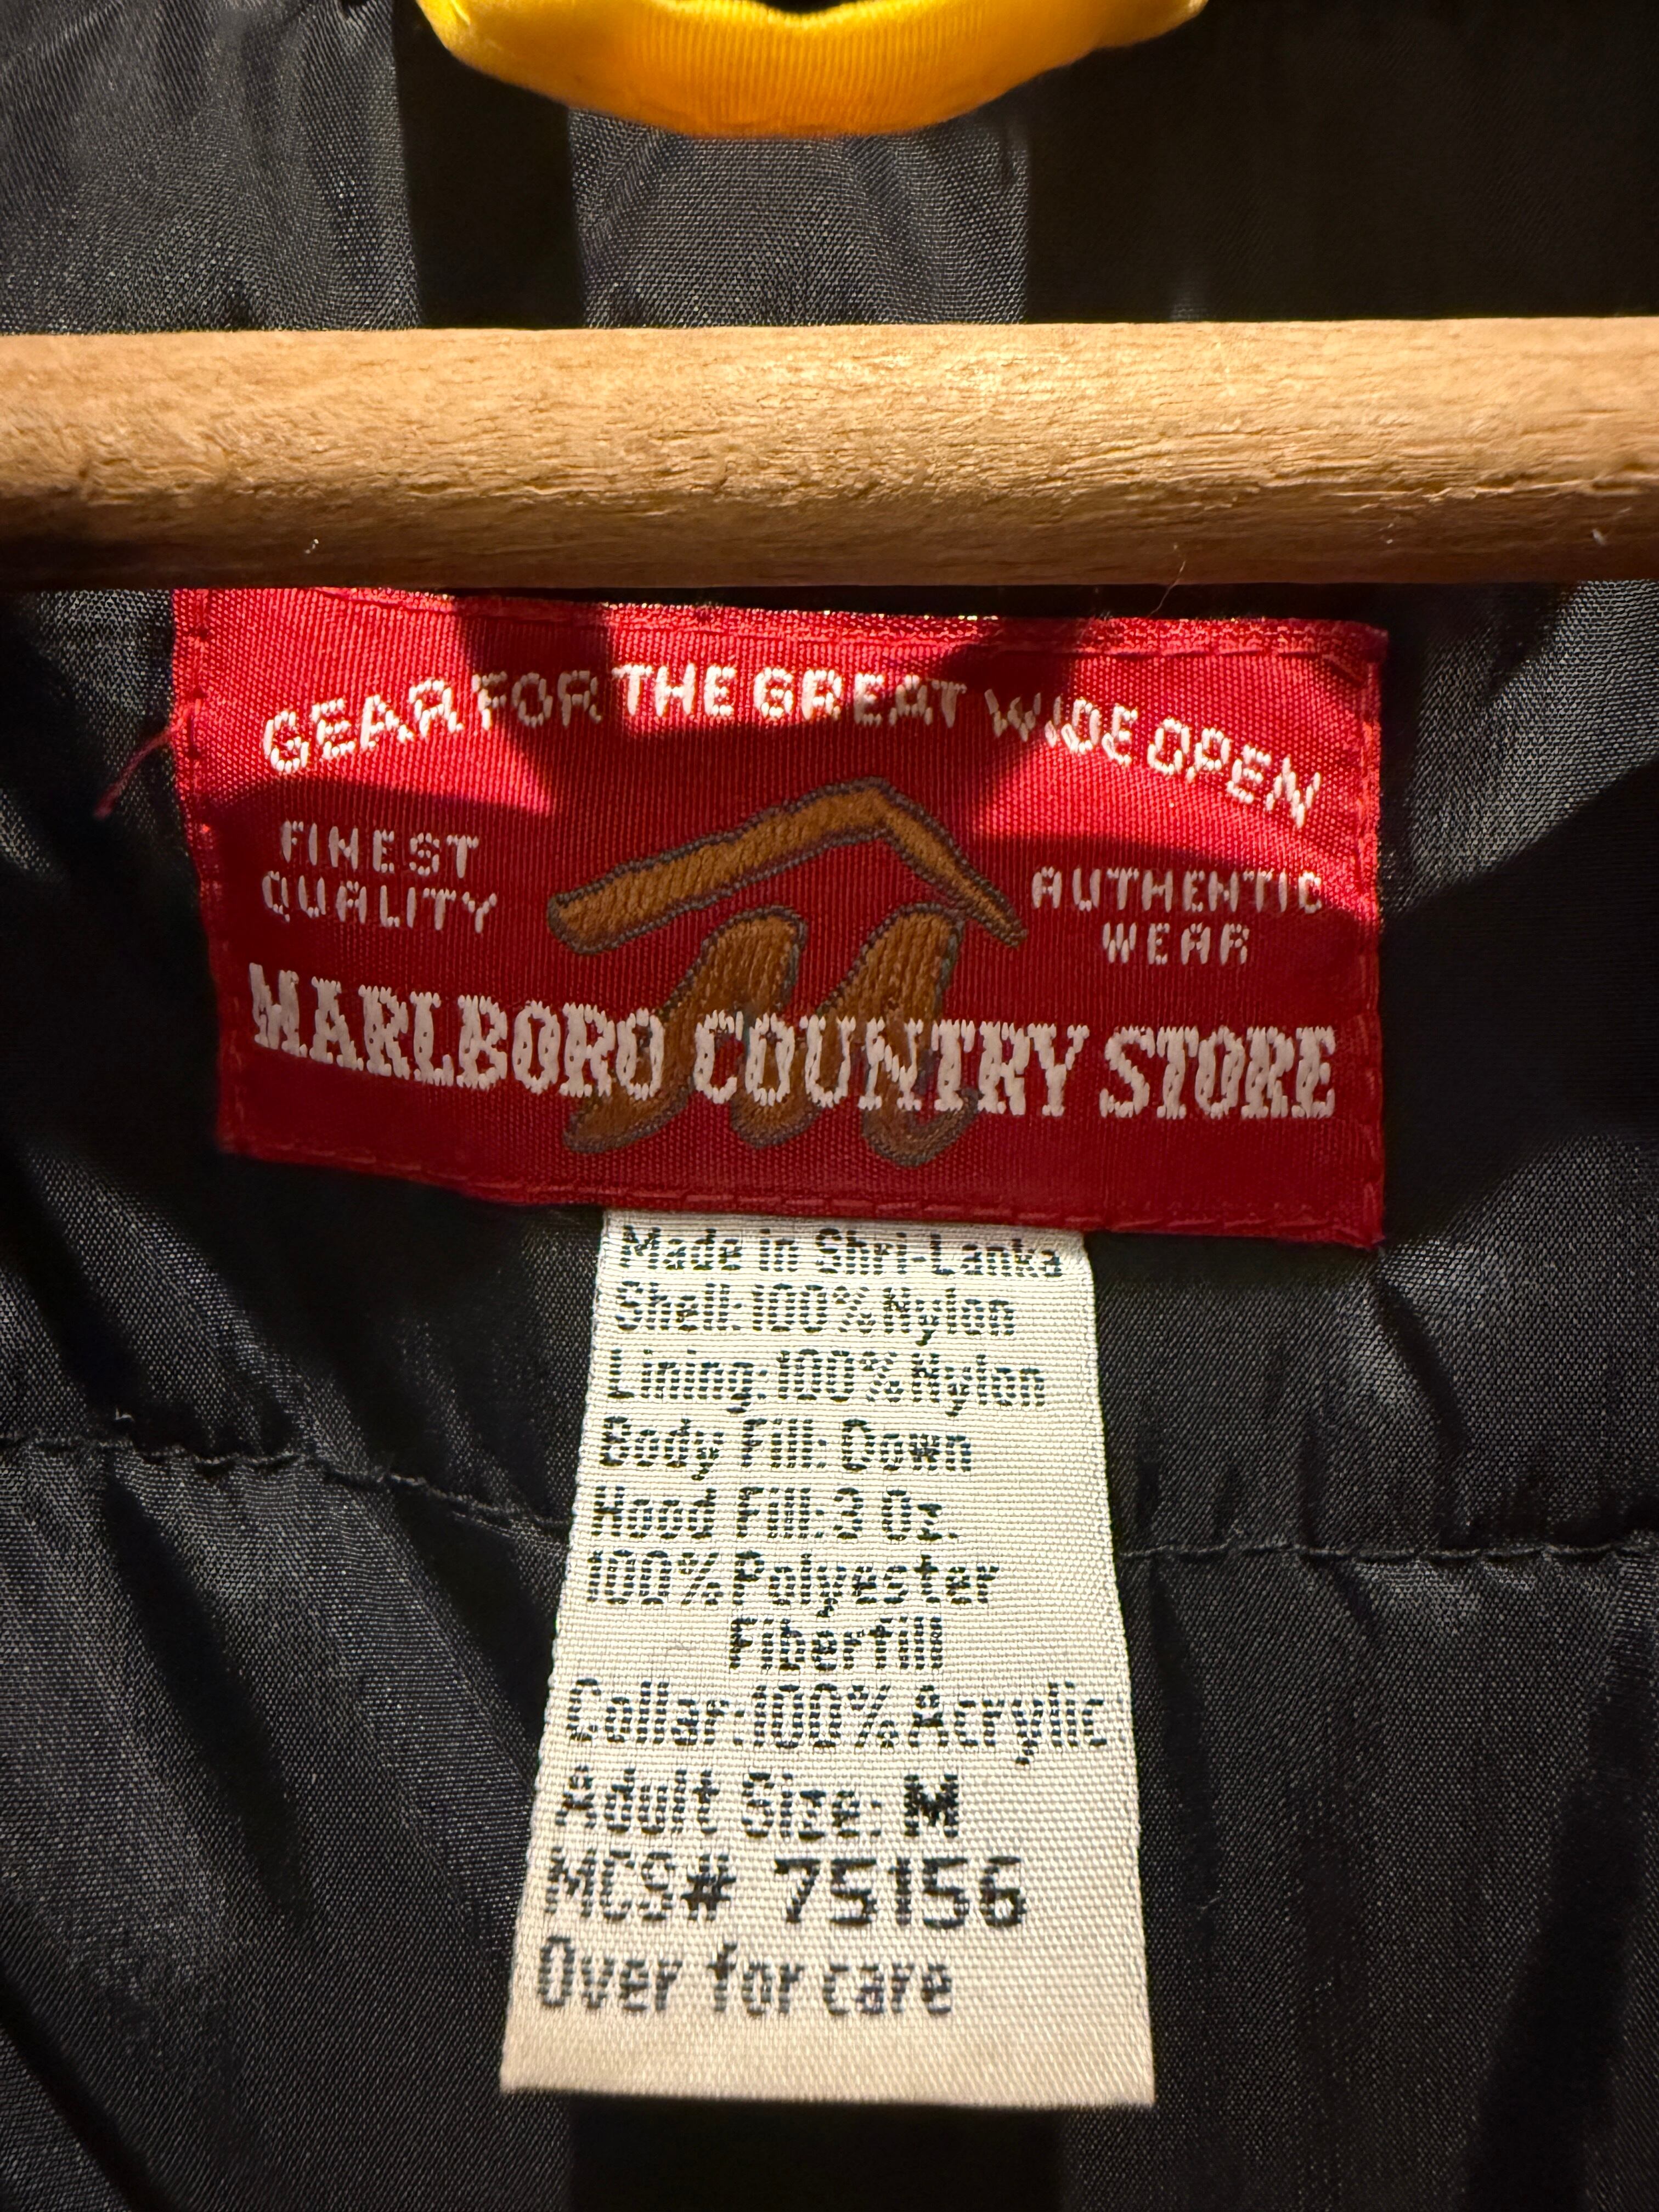 GEAR FOR THE GREAT WIDE OPEN
FINEST
QUALITY
AUTHENTIC
WEAR
MARLBORO COUNTRY STORE
Made in Shri-Lanka
Shell:100%Nylon
Lining:100%Nylon
Body Fill: Down
Hood Fill:3 Oz.
100%Polyester
Fiberfill
Collar:100%Acrylic
Adult Size: M
MCS# 75156
Over for care